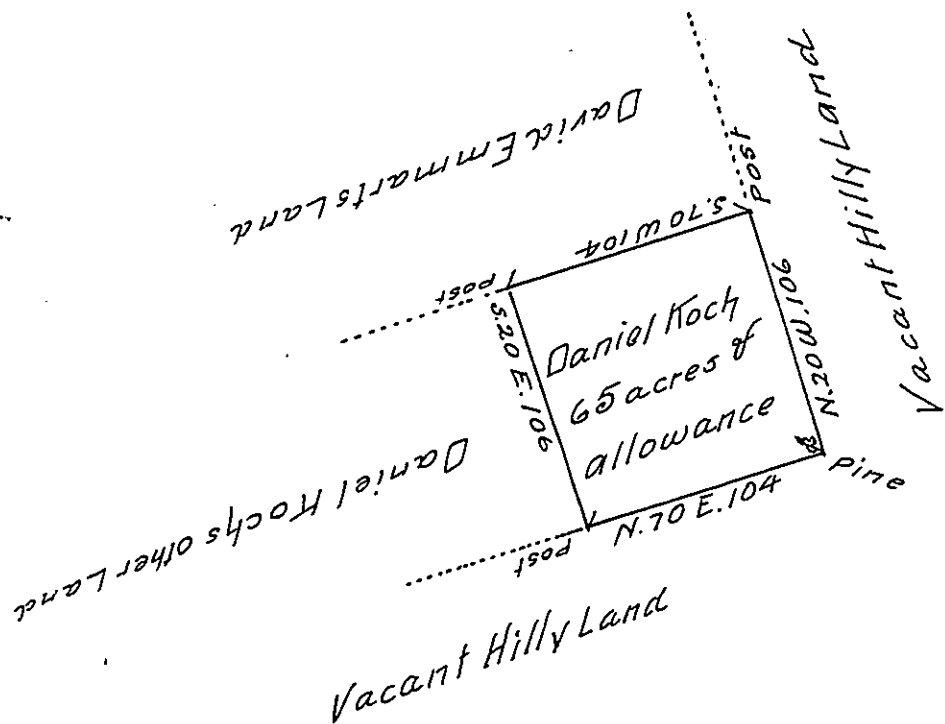 David Emmarts Land
Vacant Hilly Land
post
S.70 W 104
post
S.20 E.106
Daniel Koch
65 acres &
allowance
N.20 W.106
pine
N.70 E.104
post
Daniel Kochs other Land
Vacant Hilly Land